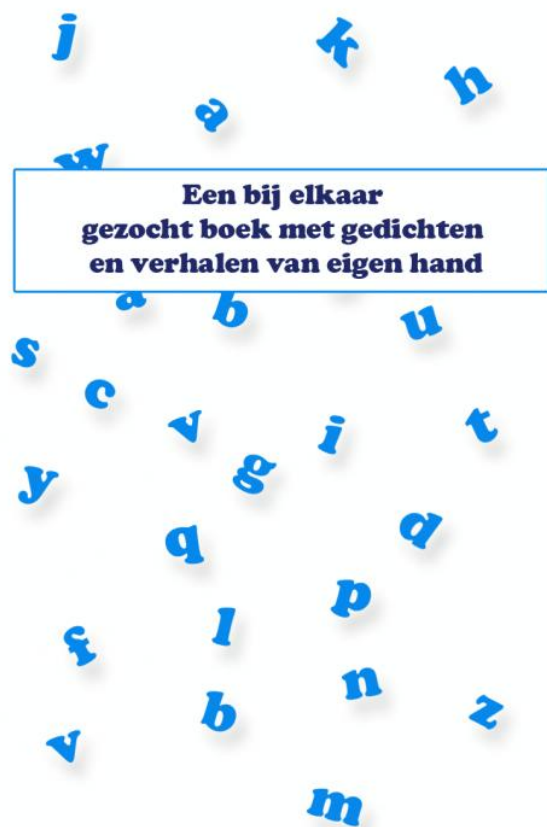 j
k
h
a
w
Een bij elkaar
gezocht boek met gedichten
en verhalen van eigen hand
a
b
u
s
c
v
i
t
g
y
q
d
p
l
f
n
b
z
v
m